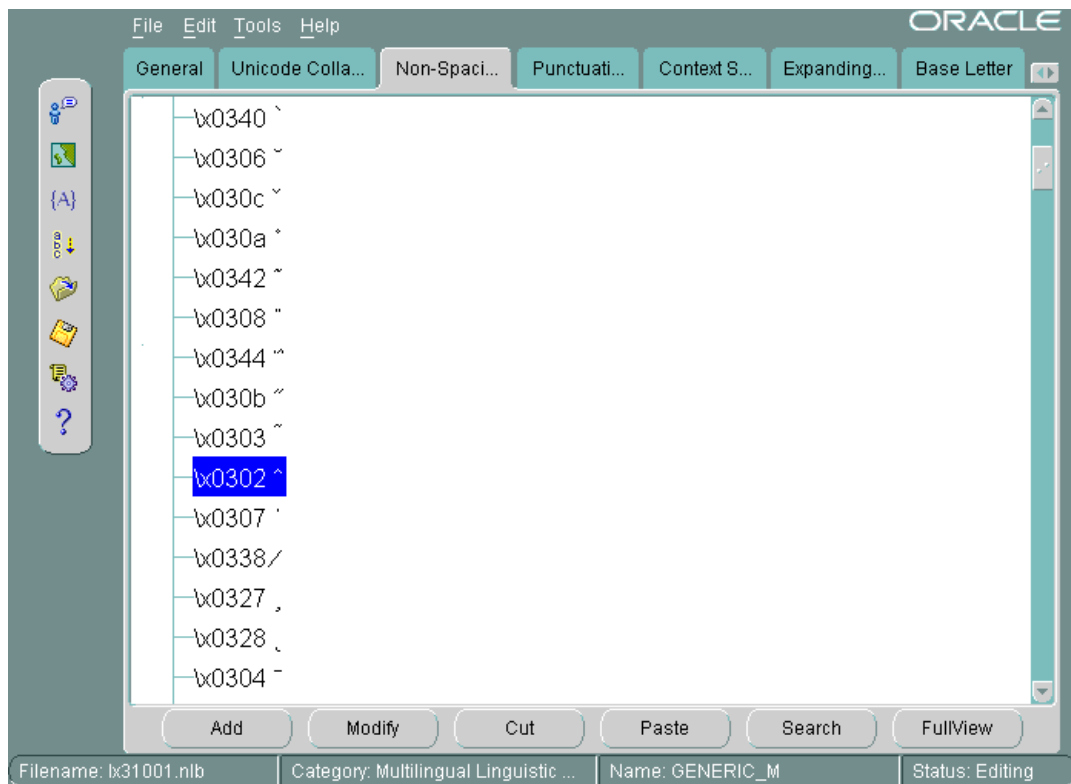 File Edit Tools Help ORACLE
General Unicode Colla... Non-Spaci... Punctuati... Context S... Expanding... Base Letter
\x0340 `
\x0306 ˘
\x030c ˇ
\x030a °
\x0342 ˜
\x0308 ¨
\x0344 ΅
\x030b ˝
\x0303 ˜
\x0302 ^
\x0307 ˙
\x0338 /
\x0327 ¸
\x0328 ˛
\x0304 ¯
{A}
a
b
c
?
Add Modify Cut Paste Search FullView
Filename: lx31001.nlb Category: Multilingual Linguistic ... Name: GENERIC_M Status: Editing